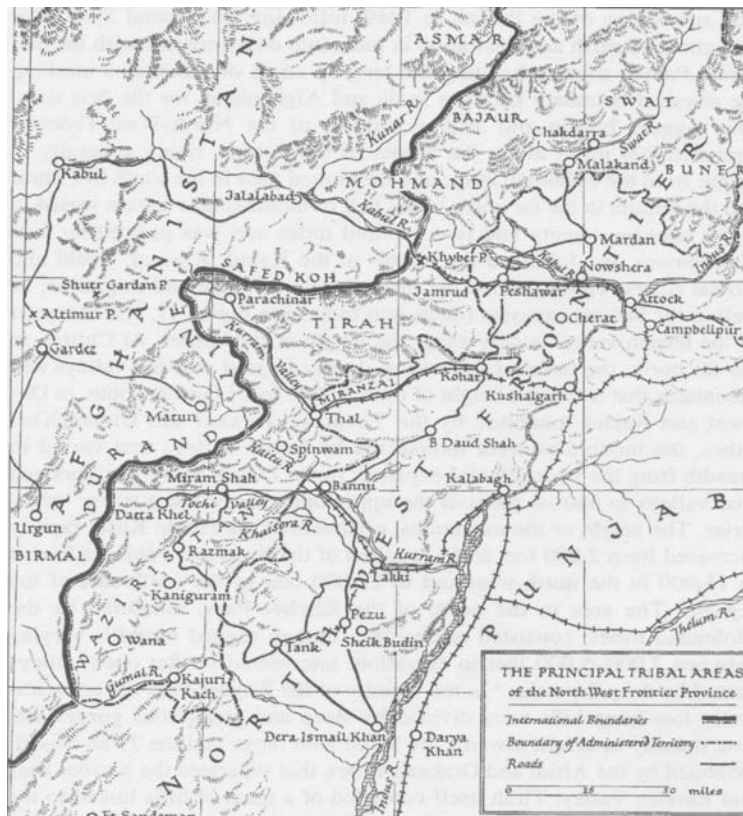 ASMAR
SWAT
BAJAUR
Kunar R.
Chakdarra
Swat R.
Malakand
BUNER
Kabul
MOHMAND
Jalalabad
Kabul R.
Mardan
Khyber P.
Kabul R.
Nowshera
SAFED KOH
Shutr Gardan P.
Parachinar
Jamrud
Peshawar
Attock
TIRAH
Cherat
Altimur P.
Campbellpur
Gardez
Kurram Valley
MIRANZAI
Kohat
Kushalgarh
Matun
Thal
B Daud Shah
Spinwam
Kaitu R.
Miram Shah
Bannu
Kalabagh
Datta Khel
Tochi Valley
Urgun
Khaisora R.
BIRMAL
Razmak
Kurram R.
Lakki
Kaniguram
Pezu
Wana
Sheik Budin
Tank
Jhelum R.
Gumal R.
Kajuri
Kach
Dera Ismail Khan
Darya
Khan
Indus
Ft Sandeman
AFGHANISTAN
DURAND LINE
WAZIRISTAN
NORTH WEST FRONTIER
PUNJAB
THE PRINCIPAL TRIBAL AREAS
of the North West Frontier Province
International Boundaries
Boundary of Administered Territory
Roads
0 15 30
miles